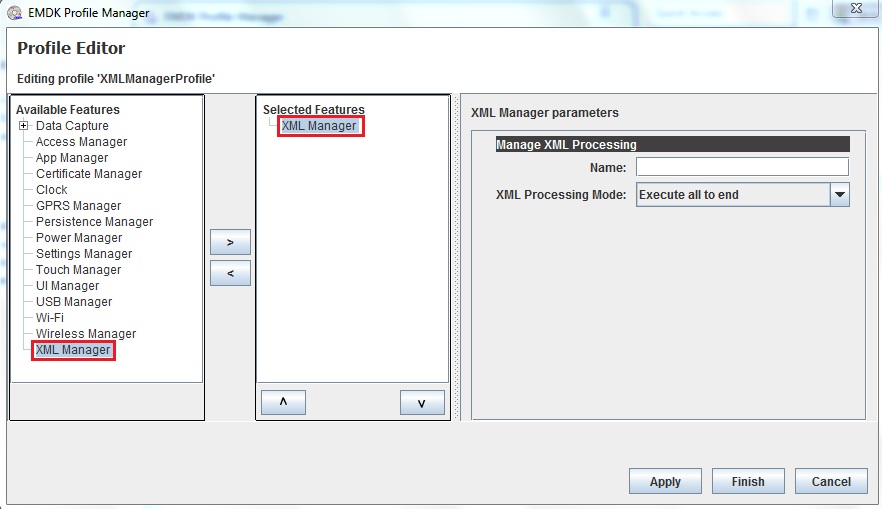 EMDK Profile Manager
Profile Editor
Editing profile 'XMLManagerProfile'
Available Features
Data Capture
Access Manager
App Manager
Certificate Manager
Clock
GPRS Manager
Persistence Manager
Power Manager
Settings Manager
Touch Manager
UI Manager
USB Manager
Wi-Fi
Wireless Manager
XML Manager
>
<
Selected Features
XML Manager
^
v
XML Manager parameters
Manage XML Processing
Name:
XML Processing Mode: Execute all to end
Apply Finish Cancel